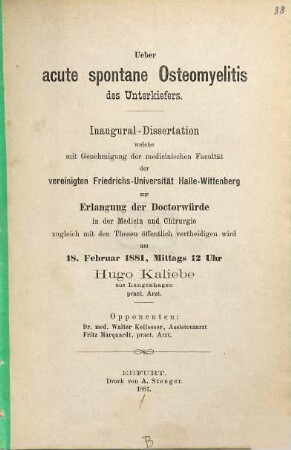 88
Ueber
acute spontane Osteomyelitis
des Unterkiefers.
Inaugural-Dissertation
welche
mit Genehmigung der medicinischen Facultät
der
vereinigten Friedrichs-Universität Halle-Wittenberg
zur
Erlangung der Doctorwürde
in der Medicin und Chirurgie
zugleich mit den Thesen öffentlich vertheidigen wird
am
18. Februar 1881, Mittags 12 Uhr
Hugo Kaliebe
aus Langenhagen
pract. Arzt.
Opponenten:
Dr. med. Walter Kollosser, Assistenzarzt
Fritz Marquardt, pract. Arzt.
ERFURT.
Druck von A. Stenger.
1881.
B